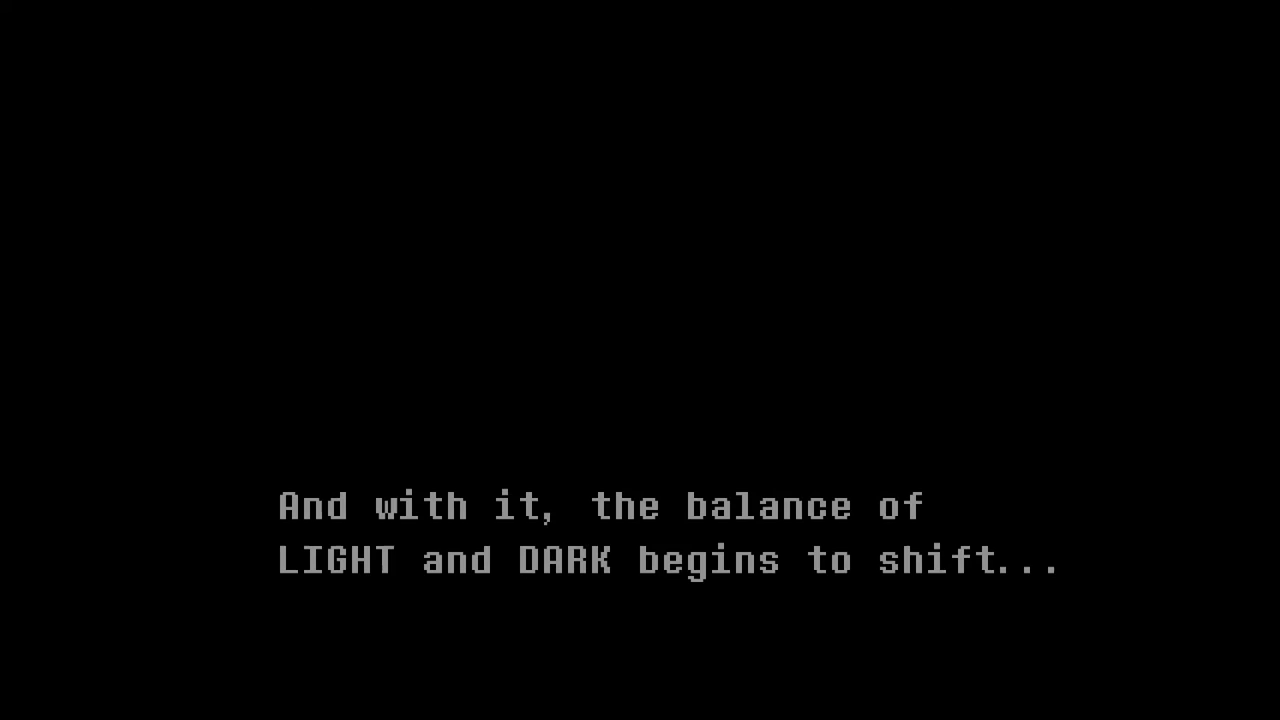 And with it, the balance of
LIGHT and DARK begins to shift...